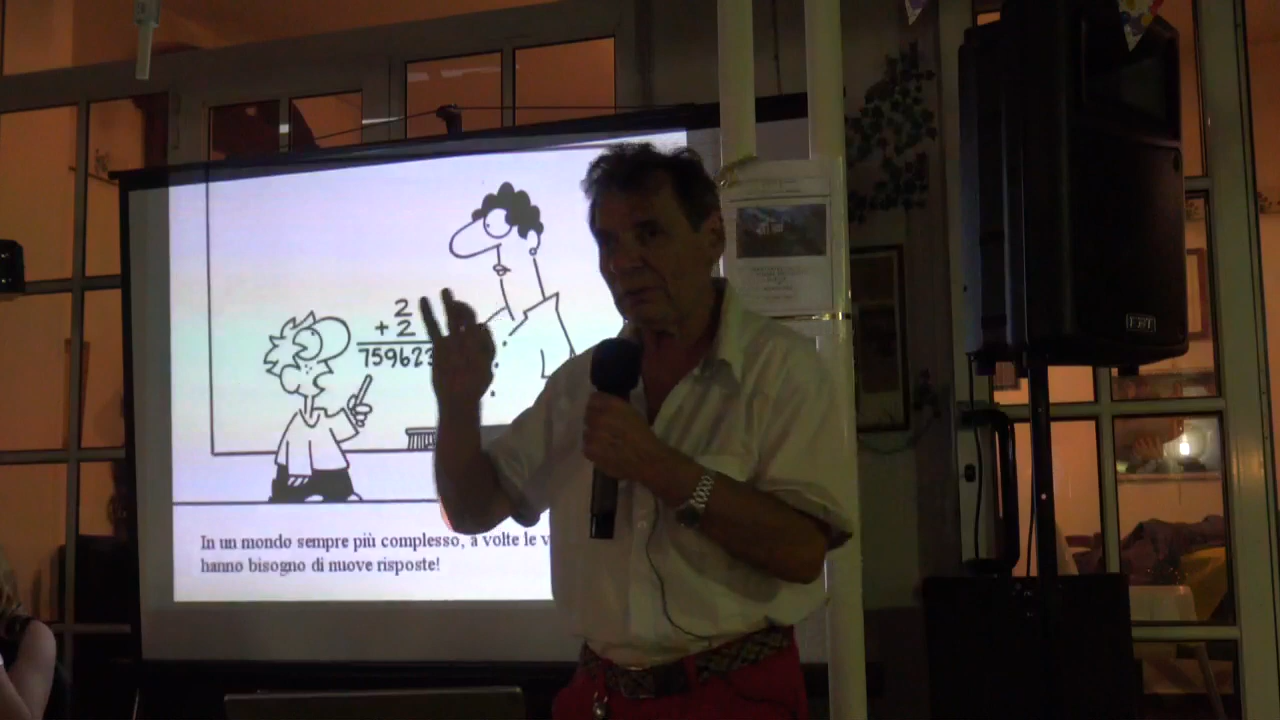 2
+ 2
759623
In un mondo sempre più complesso, a volte le v
hanno bisogno di nuove risposte!